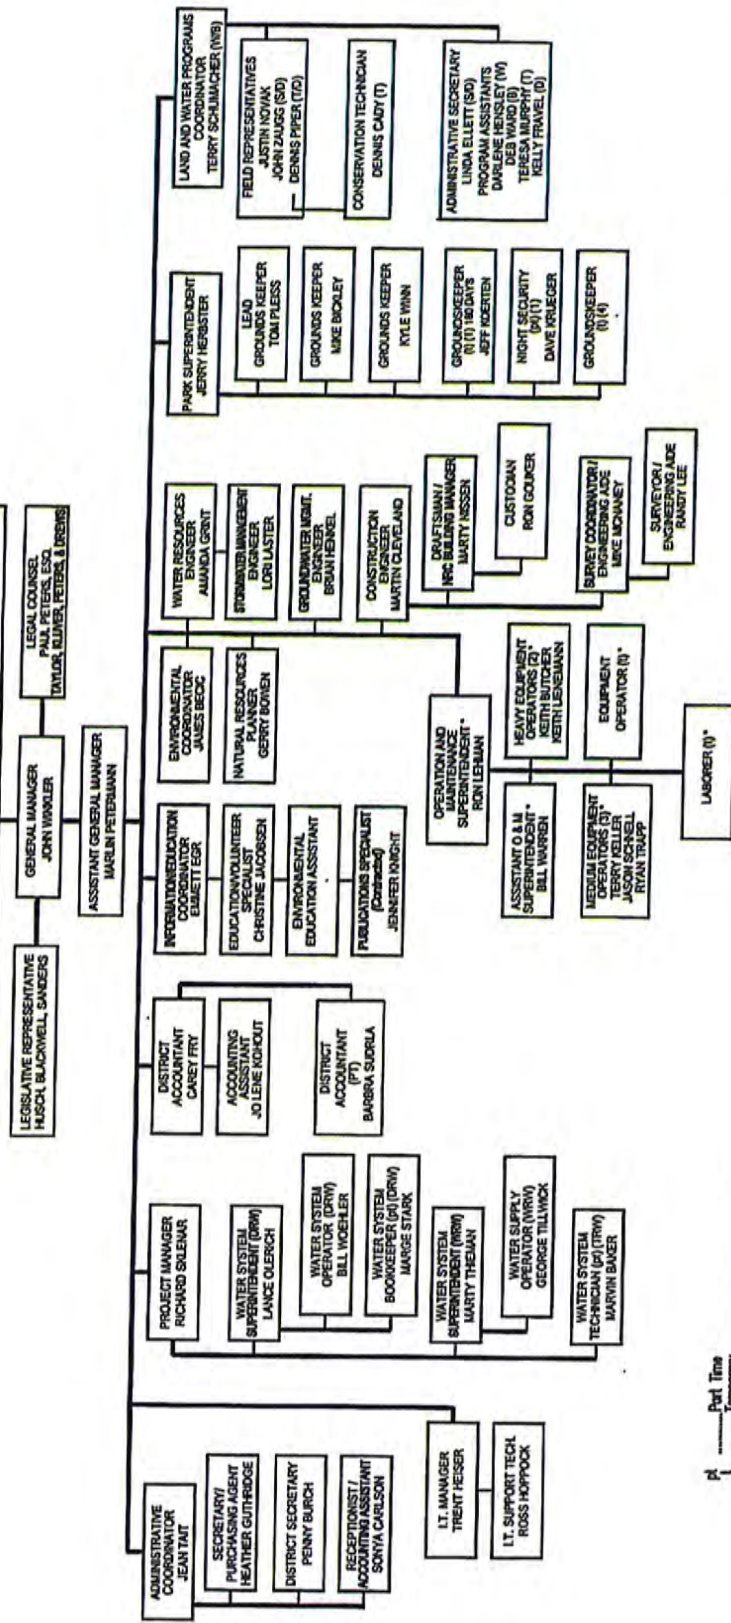 LEGAL COUNSEL
PAUL PETERS, ESQ.
TAYLOR, KLUVER, PETERS, & DREWS
GENERAL MANAGER
JOHN WINKLER
LEGISLATIVE REPRESENTATIVE
HUSCH, BLACKWELL, SANDERS
ASSISTANT GENERAL MANAGER
MARLIN PETERMANN
ADMINISTRATIVE
COORDINATOR
JEAN TAIT
SECRETARY/
PURCHASING AGENT
HEATHER GUTHRIDGE
DISTRICT SECRETARY
PENNY BURCH
RECEPTIONIST /
ACCOUNTING ASSISTANT
SONYA CARLSON
I.T. MANAGER
TRENT HEISER
I.T. SUPPORT TECH.
ROSS HOPPOCK
PROJECT MANAGER
RICHARD SKLENAR
WATER SYSTEM
SUPERINTENDENT (DRW)
LANCE OLERICH
WATER SYSTEM
OPERATOR (DRW)
BILL WOEHLER
WATER SYSTEM
BOOKKEEPER (pt) (DRW)
MARGE STARK
WATER SYSTEM
SUPERINTENDENT (WRW)
MARTY THIEMAN
WATER SUPPLY
OPERATOR (WRW)
GEORGE TILLWICK
WATER SYSTEM
TECHNICIAN (pt) (TRW)
MARVIN BAKER
DISTRICT
ACCOUNTANT
CAREY FRY
ACCOUNTING
ASSISTANT
JO LENE KOHOUT
DISTRICT
ACCOUNTANT
(PT)
BARBRA SUDRLA
INFORMATION/EDUCATION
COORDINATOR
EMMETT EGR
EDUCATION/VOLUNTEER
SPECIALIST
CHRISTINE JACOBSEN
ENVIRONMENTAL
EDUCATION ASSISTANT
PUBLICATIONS SPECIALIST
(Contracted)
JENNIFER KNIGHT
ENVIRONMENTAL
COORDINATOR
JAMES BECIC
NATURAL RESOURCES
PLANNER
GERRY BOWEN
WATER RESOURCES
ENGINEER
AMANDA GRINT
STORMWATER MANAGEMENT
ENGINEER
LORI LASTER
GROUNDWATER MGMT.
ENGINEER
BRIAN HENKEL
CONSTRUCTION
ENGINEER
MARTIN CLEVELAND
DRAFTSMAN /
NRC BUILDING MANAGER
MARTY NISSEN
CUSTODIAN
RON GOUKER
SURVEY COORDINATOR /
ENGINEERING AIDE
MIKE MCHANEY
SURVEYOR /
ENGINEERING AIDE
RANDY LEE
OPERATION AND
MAINTENANCE
SUPERINTENDENT *
RON LEHMAN
ASSISTANT O & M
SUPERINTENDENT *
BILL WARREN
HEAVY EQUIPMENT
OPERATORS (2) *
KEITH BUTCHER
KEITH LIENEMANN
MEDIUM EQUIPMENT
OPERATORS (3) *
TERRY KELLER
JASON SCHNELL
RYAN TRAPP
EQUIPMENT
OPERATOR (t) *
LABORER (t) *
PARK SUPERINTENDENT
JERRY HERBSTER
LEAD
GROUNDS KEEPER
TOM PLEISS
GROUNDS KEEPER
MIKE BICKLEY
GROUNDS KEEPER
KYLE WINN
GROUNDSKEEPER
(t) (1) 180 DAYS
JEFF KOERTEN
NIGHT SECURITY
(pt) (1)
DAVE KRUEGER
GROUNDSKEEPER
(t) (4)
LAND AND WATER PROGRAMS
COORDINATOR
TERRY SCHUMACHER (W/B)
FIELD REPRESENTATIVES
JUSTIN NOVAK
JOHN ZAUGG (S/D)
DENNIS PIPER (T/D)
CONSERVATION TECHNICIAN
DENNIS CADY (T)
ADMINISTRATIVE SECRETARY
LINDA ELLETT (S/D)
PROGRAM ASSISTANTS
DARLENE HENSLEY (W)
DEB WARD (B)
TERESA MURPHY (T)
KELLY FRAVEL (D)
pt ----------Part Time